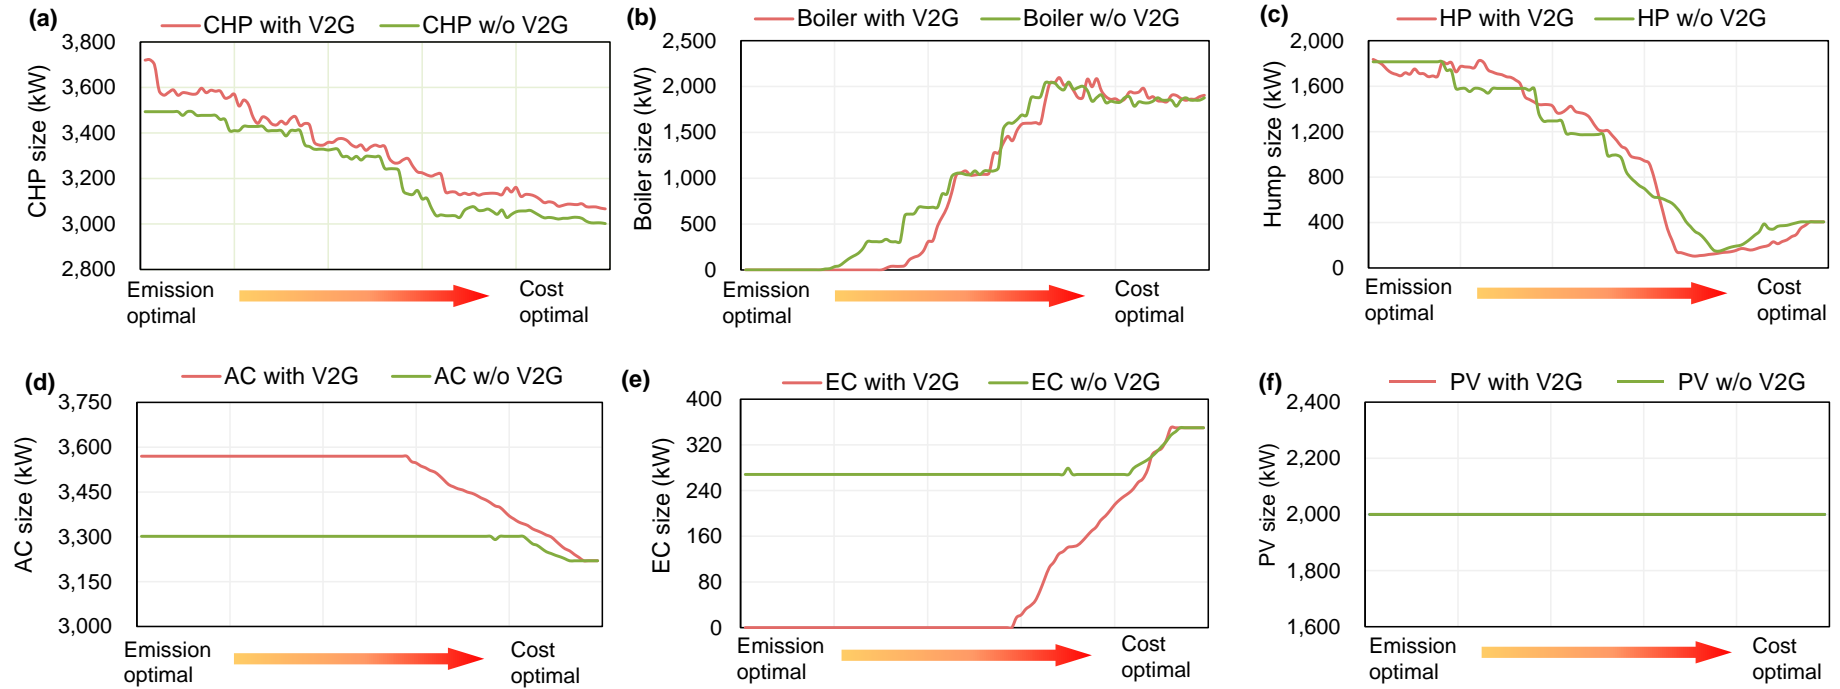 (a)
CHP with V2G
CHP w/o V2G
CHP size (kW)
3,800
3,600
3,400
3,200
3,000
2,800
Emission
optimal
Cost
optimal
(b)
Boiler with V2G
Boiler w/o V2G
Boiler size (kW)
2,500
2,000
1,500
1,000
500
0
Emission
optimal
Cost
optimal
(c)
HP with V2G
HP w/o V2G
Hump size (kW)
2,000
1,600
1,200
800
400
0
Emission
optimal
Cost
optimal
(d)
AC with V2G
AC w/o V2G
AC size (kW)
3,750
3,600
3,450
3,300
3,150
3,000
Emission
optimal
Cost
optimal
(e)
EC with V2G
EC w/o V2G
EC size (kW)
400
320
240
160
80
0
Emission
optimal
Cost
optimal
(f)
PV with V2G
PV w/o V2G
PV size (kW)
2,400
2,200
2,000
1,800
1,600
Emission
optimal
Cost
optimal